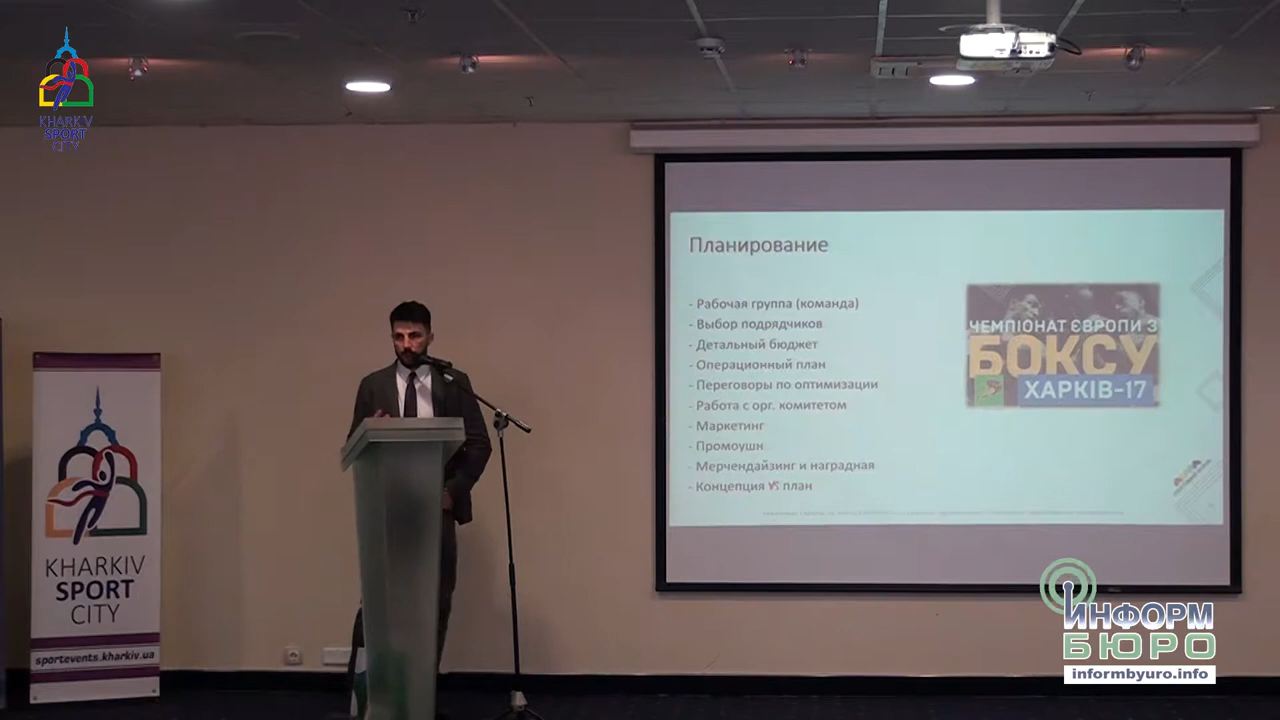 KHARKIV
SPORT
CITY
Планирование
- Рабочая группа (команда)
- Выбор подрядчиков
- Детальный бюджет
- Операционный план
- Переговоры по оптимизации
- Работа с орг. комитетом
- Маркетинг
- Промоушн
- Мерчендайзинг и наградная
- Концепция VS план
ЧЕМПІОНАТ ЄВРОПИ З
БОКСУ
ХАРКІВ-17
KHARKIV
SPORT
CITY
sportevents.kharkiv.ua
ИНФОРМ
БЮРО
informbyuro.info